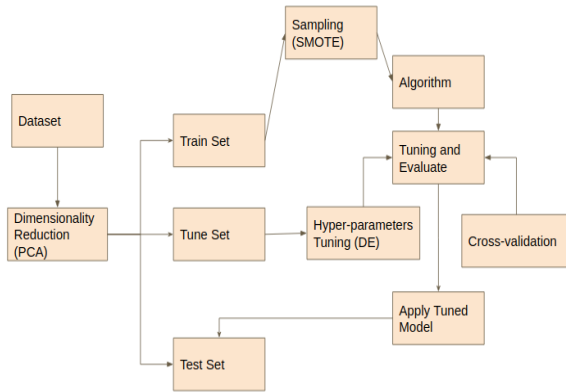 Sampling
(SMOTE)
Algorithm
Dataset
Train Set
Tuning and
Evaluate
Dimensionality
Reduction
(PCA)
Tune Set
Hyper-parameters
Tuning (DE)
Cross-validation
Apply Tuned
Model
Test Set